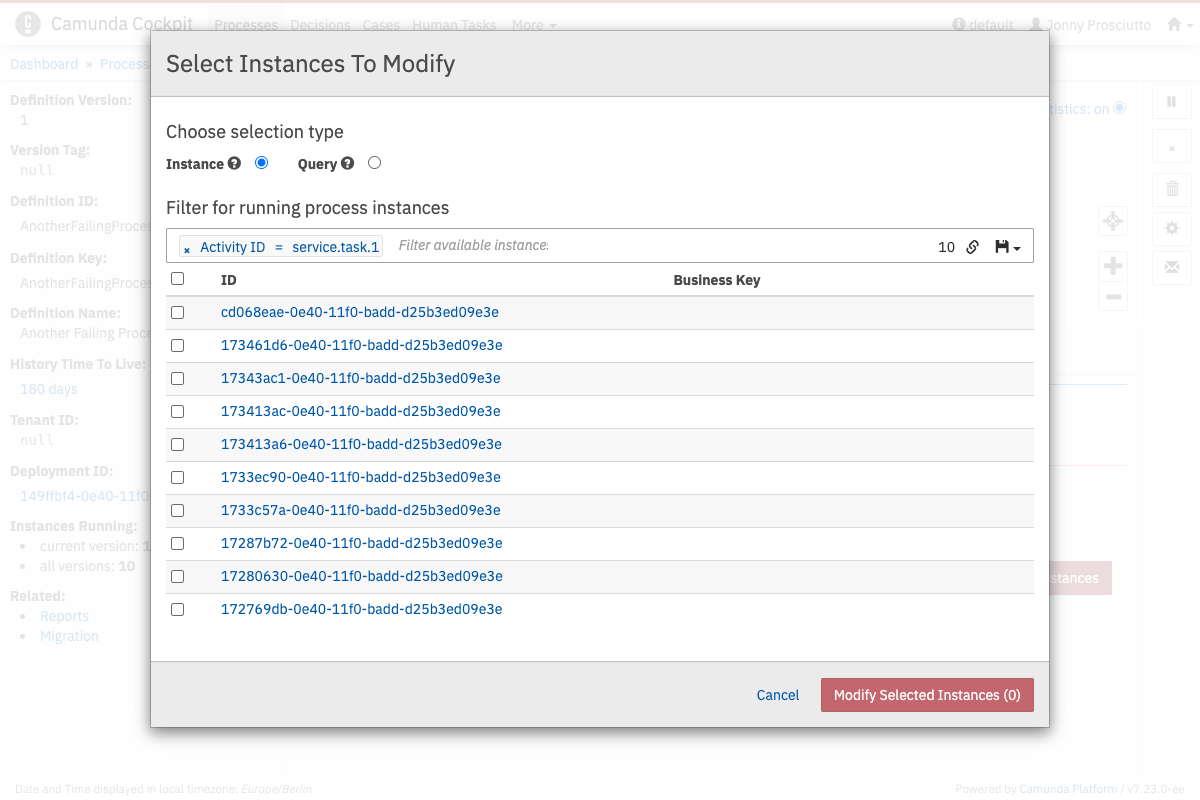 Camunda Cockpit Processes Decisions Cases Human Tasks More default Jonny Prosciutto
Select Instances To Modify
Dashboard » Proces
Definition Version:
1
Version Tag:
null
Definition ID:
AnotherFailingProces
Definition Key:
AnotherFailingProces
Definition Name:
Another Failing Proce
History Time To Live:
180 days
Tenant ID:
null
Deployment ID:
149ffbf4-0e40-11f0-
Instances Running:
current version: 1
all versions: 10
Related:
Reports
Migration
tistics: on
Choose selection type
Instance ? Query ?
Filter for running process instances
× Activity ID = service.task.1 Filter available instance: 10
ID Business Key
cd068eae-0e40-11f0-badd-d25b3ed09e3e
173461d6-0e40-11f0-badd-d25b3ed09e3e
17343ac1-0e40-11f0-badd-d25b3ed09e3e
173413ac-0e40-11f0-badd-d25b3ed09e3e
173413a6-0e40-11f0-badd-d25b3ed09e3e
1733ec90-0e40-11f0-badd-d25b3ed09e3e
1733c57a-0e40-11f0-badd-d25b3ed09e3e
17287b72-0e40-11f0-badd-d25b3ed09e3e
17280630-0e40-11f0-badd-d25b3ed09e3e
172769db-0e40-11f0-badd-d25b3ed09e3e
stances
Cancel Modify Selected Instances (0)
Date and Time displayed in local timezone: Europe/Berlin
Powered by Camunda Platform / v7.23.0-ee